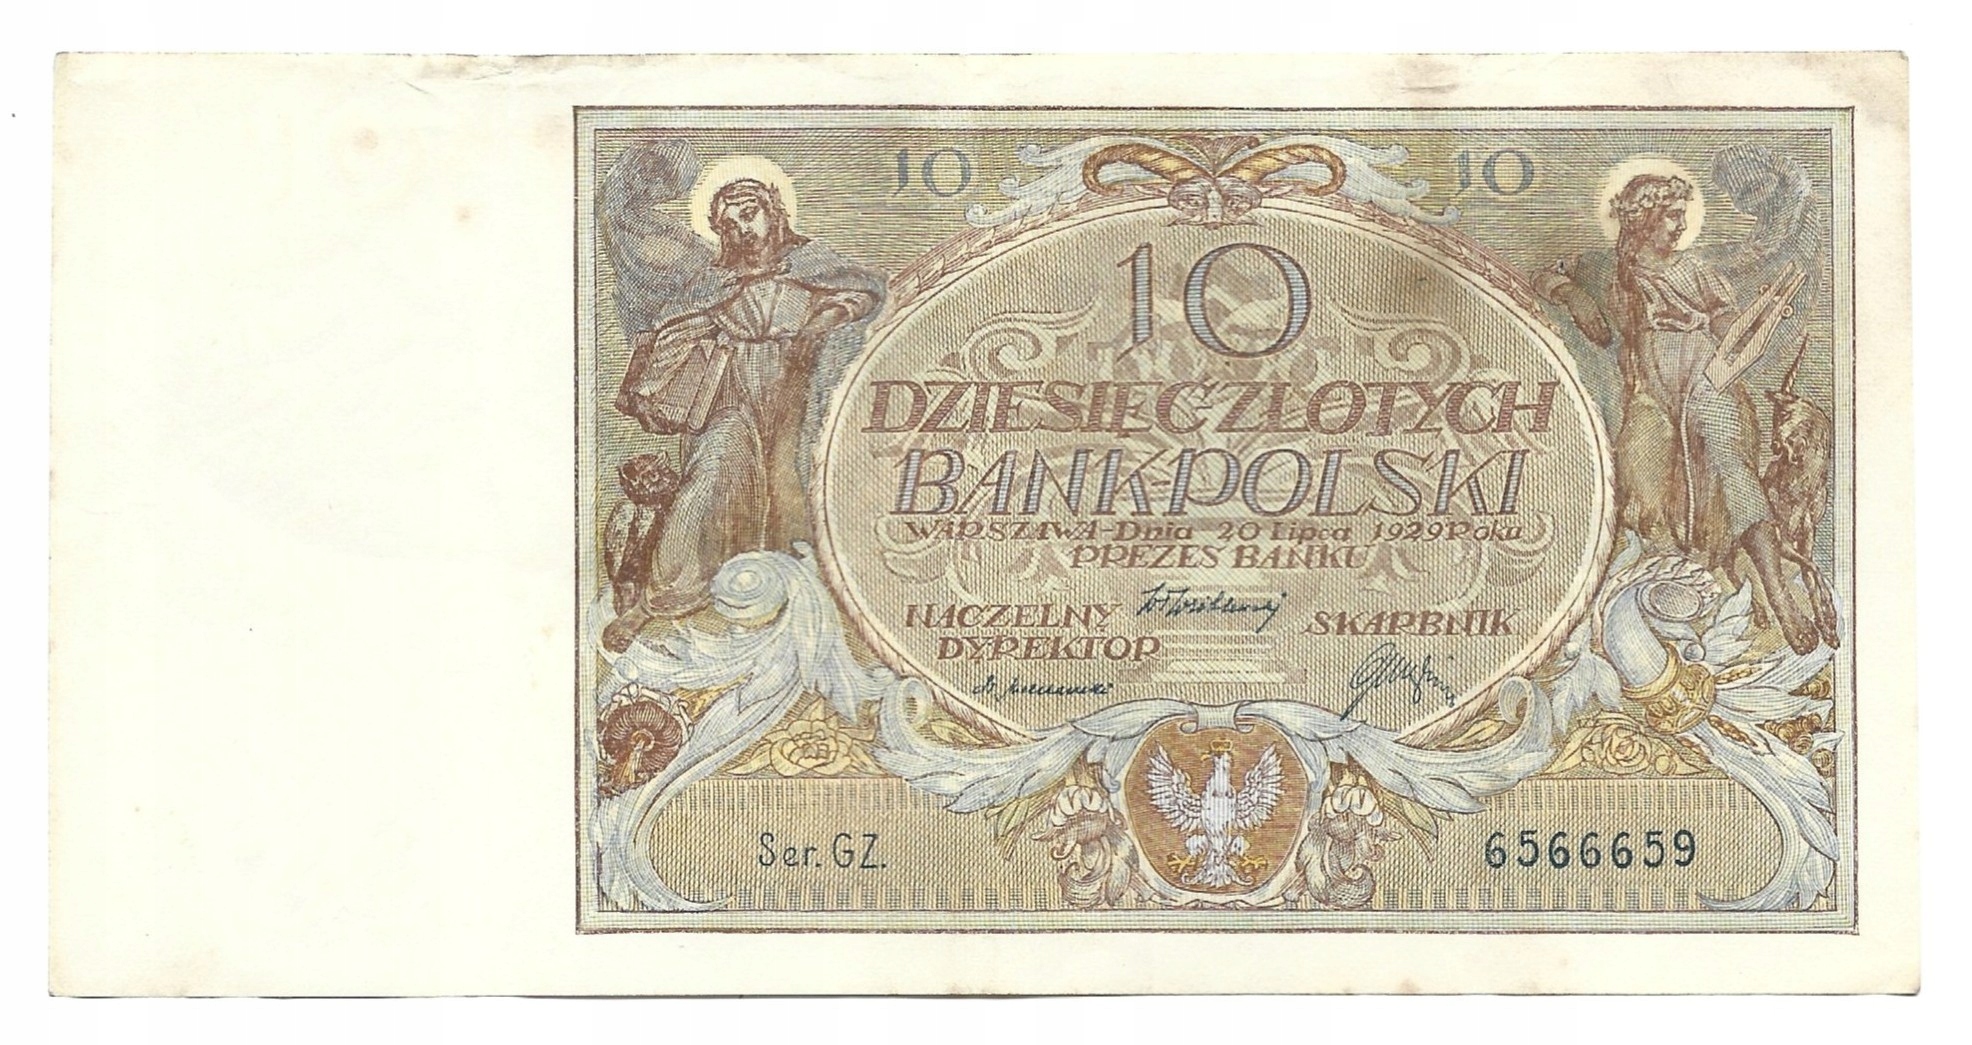 10 10
10
DZIESIĘĆ ZŁOTYCH
BANK POLSKI
WARSZAWA-Dnia 20 Lipca 1929 Roku
PREZES BANKU
NACZELNY SKARBNIK
DYREKTOR
Ser. GZ. 6566659